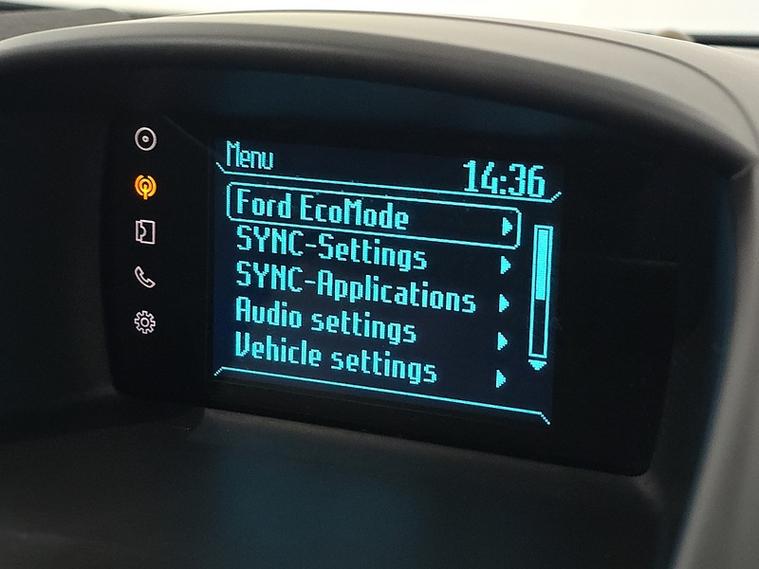 Menu
14:36
Ford EcoMode
SYNC-Settings
SYNC-Applications
Audio settings
Vehicle settings